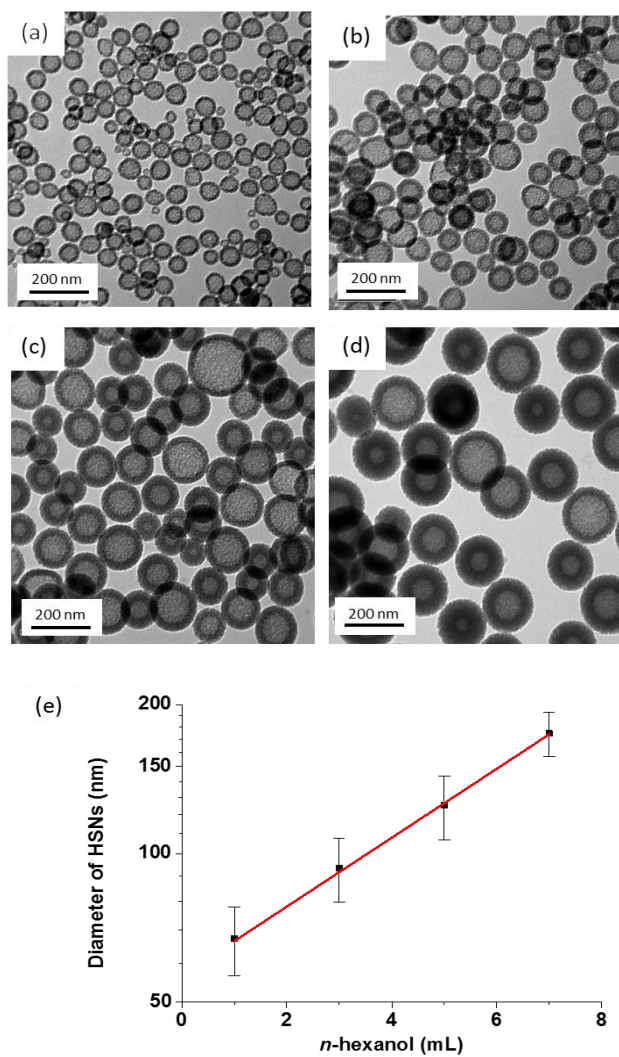 (a)
(b)
200 nm
200 nm
(c)
(d)
200 nm
200 nm
(e)
200
150
100
50
Diameter of HSNs (nm)
0
2
4
6
8
n-hexanol (mL)